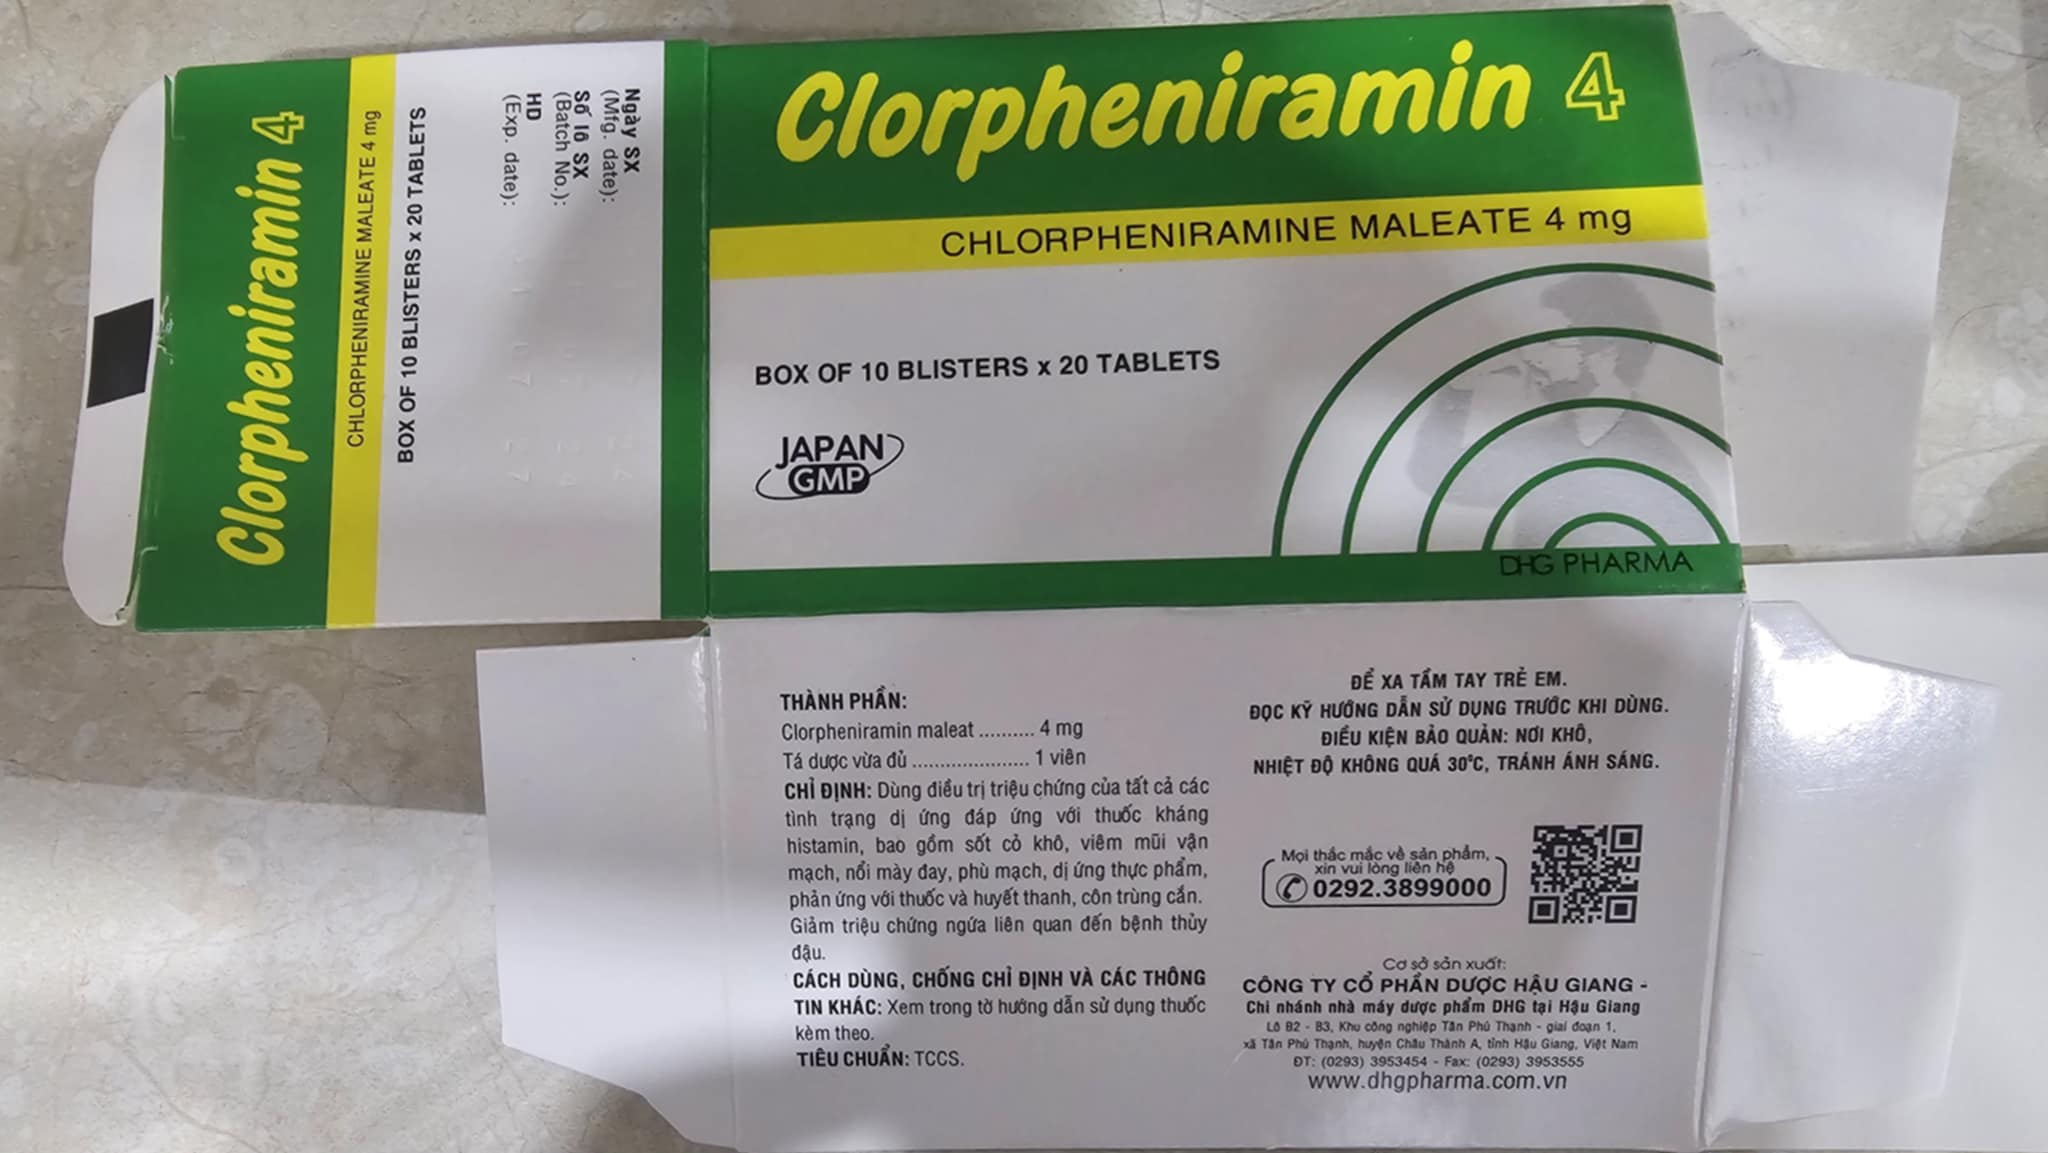 Clorpheniramin 4
CHLORPHENIRAMINE MALEATE 4 mg
BOX OF 10 BLISTERS x 20 TABLETS
Ngày SX
(Mfg. date):
Số lô SX
(Batch No.):
HD
(Exp. date):
Clorpheniramin 4
CHLORPHENIRAMINE MALEATE 4 mg
BOX OF 10 BLISTERS x 20 TABLETS
JAPAN
GMP
DHG PHARMA
THÀNH PHẦN:
Clorpheniramin maleat .......... 4 mg
Tá dược vừa đủ ..................... 1 viên
CHỈ ĐỊNH: Dùng điều trị triệu chứng của tất cả các
tình trạng dị ứng đáp ứng với thuốc kháng
histamin, bao gồm sốt cỏ khô, viêm mũi vận
mạch, nổi mày đay, phù mạch, dị ứng thực phẩm,
phản ứng với thuốc và huyết thanh, côn trùng cắn.
Giảm triệu chứng ngứa liên quan đến bệnh thủy
đậu.
CÁCH DÙNG, CHỐNG CHỈ ĐỊNH VÀ CÁC THÔNG
TIN KHÁC: Xem trong tờ hướng dẫn sử dụng thuốc
kèm theo.
TIÊU CHUẨN: TCCS.
ĐỂ XA TẦM TAY TRẺ EM.
ĐỌC KỸ HƯỚNG DẪN SỬ DỤNG TRƯỚC KHI DÙNG.
ĐIỀU KIỆN BẢO QUẢN: NƠI KHÔ,
NHIỆT ĐỘ KHÔNG QUÁ 30°C, TRÁNH ÁNH SÁNG.
Mọi thắc mắc về sản phẩm,
xin vui lòng liên hệ
0292.3899000
Cơ sở sản xuất:
CÔNG TY CỔ PHẦN DƯỢC HẬU GIANG -
Chi nhánh nhà máy dược phẩm DHG tại Hậu Giang
Lô B2 - B3, Khu công nghiệp Tân Phú Thạnh - giai đoạn 1,
xã Tân Phú Thạnh, huyện Châu Thành A, tỉnh Hậu Giang, Việt Nam
ĐT: (0293) 3953454 - Fax: (0293) 3953555
www.dhgpharma.com.vn